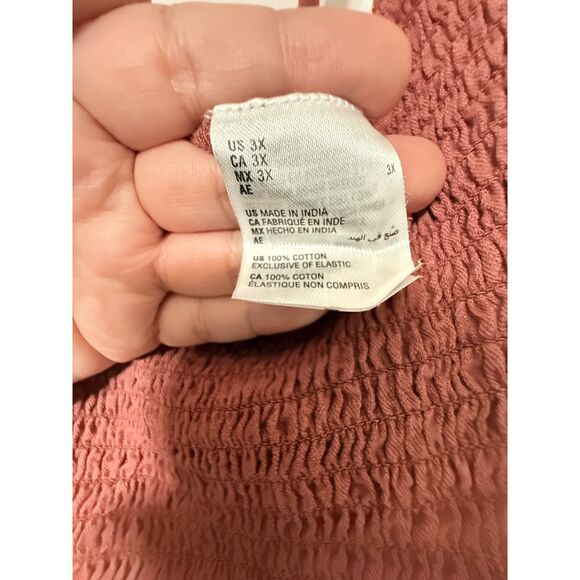 US 3X
CA 3X
MX 3X
AE 3X
US MADE IN INDIA
CA FABRIQUÉ EN INDE
MX HECHO EN INDIA
AE صنع في الهند
US 100% COTTON
EXCLUSIVE OF ELASTIC
CA 100% COTON
ÉLASTIQUE NON COMPRIS